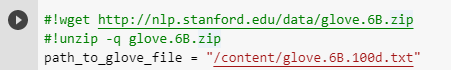 #!wget http://nlp.stanford.edu/data/glove.6B.zip
#!unzip -q glove.6B.zip
path_to_glove_file = "/content/glove.6B.100d.txt"